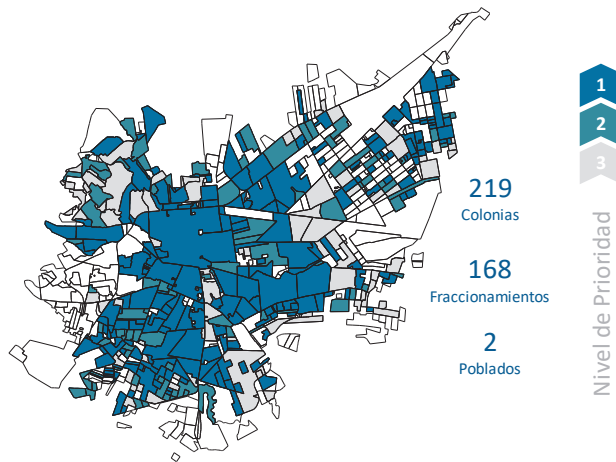 1
2
3
219
Colonias
168
Fraccionamientos
2
Poblados
Nivel de Prioridad